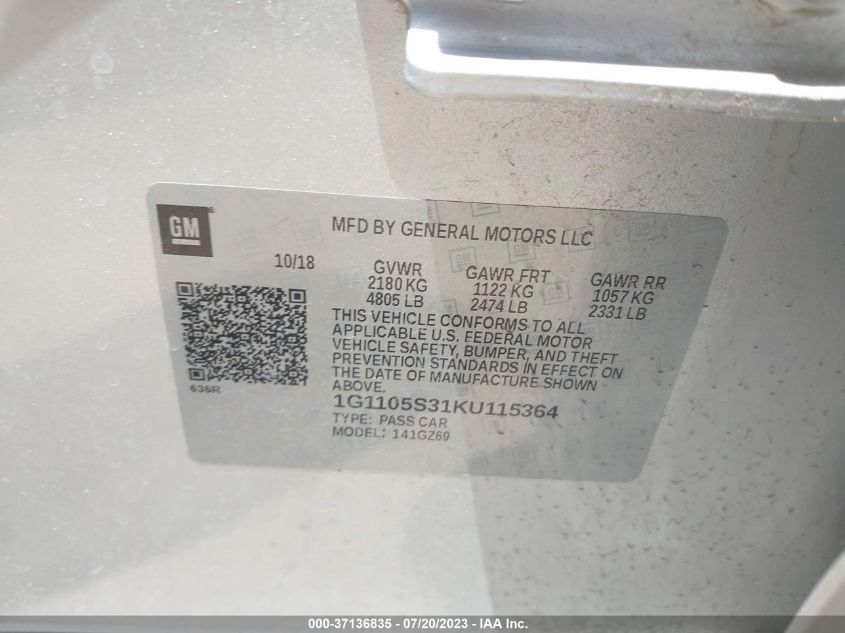 GM®
MFD BY GENERAL MOTORS LLC
10/18
GVWR GAWR FRT GAWR RR
2180 KG 1122 KG 1057 KG
4805 LB 2474 LB 2331 LB
THIS VEHICLE CONFORMS TO ALL
APPLICABLE U.S. FEDERAL MOTOR
VEHICLE SAFETY, BUMPER, AND THEFT
PREVENTION STANDARDS IN EFFECT ON
THE DATE OF MANUFACTURE SHOWN
ABOVE.
636R
1G1105S31KU115364
TYPE: PASS CAR
MODEL: 141GZ69
000-37136835 - 07/20/2023 - IAA Inc.